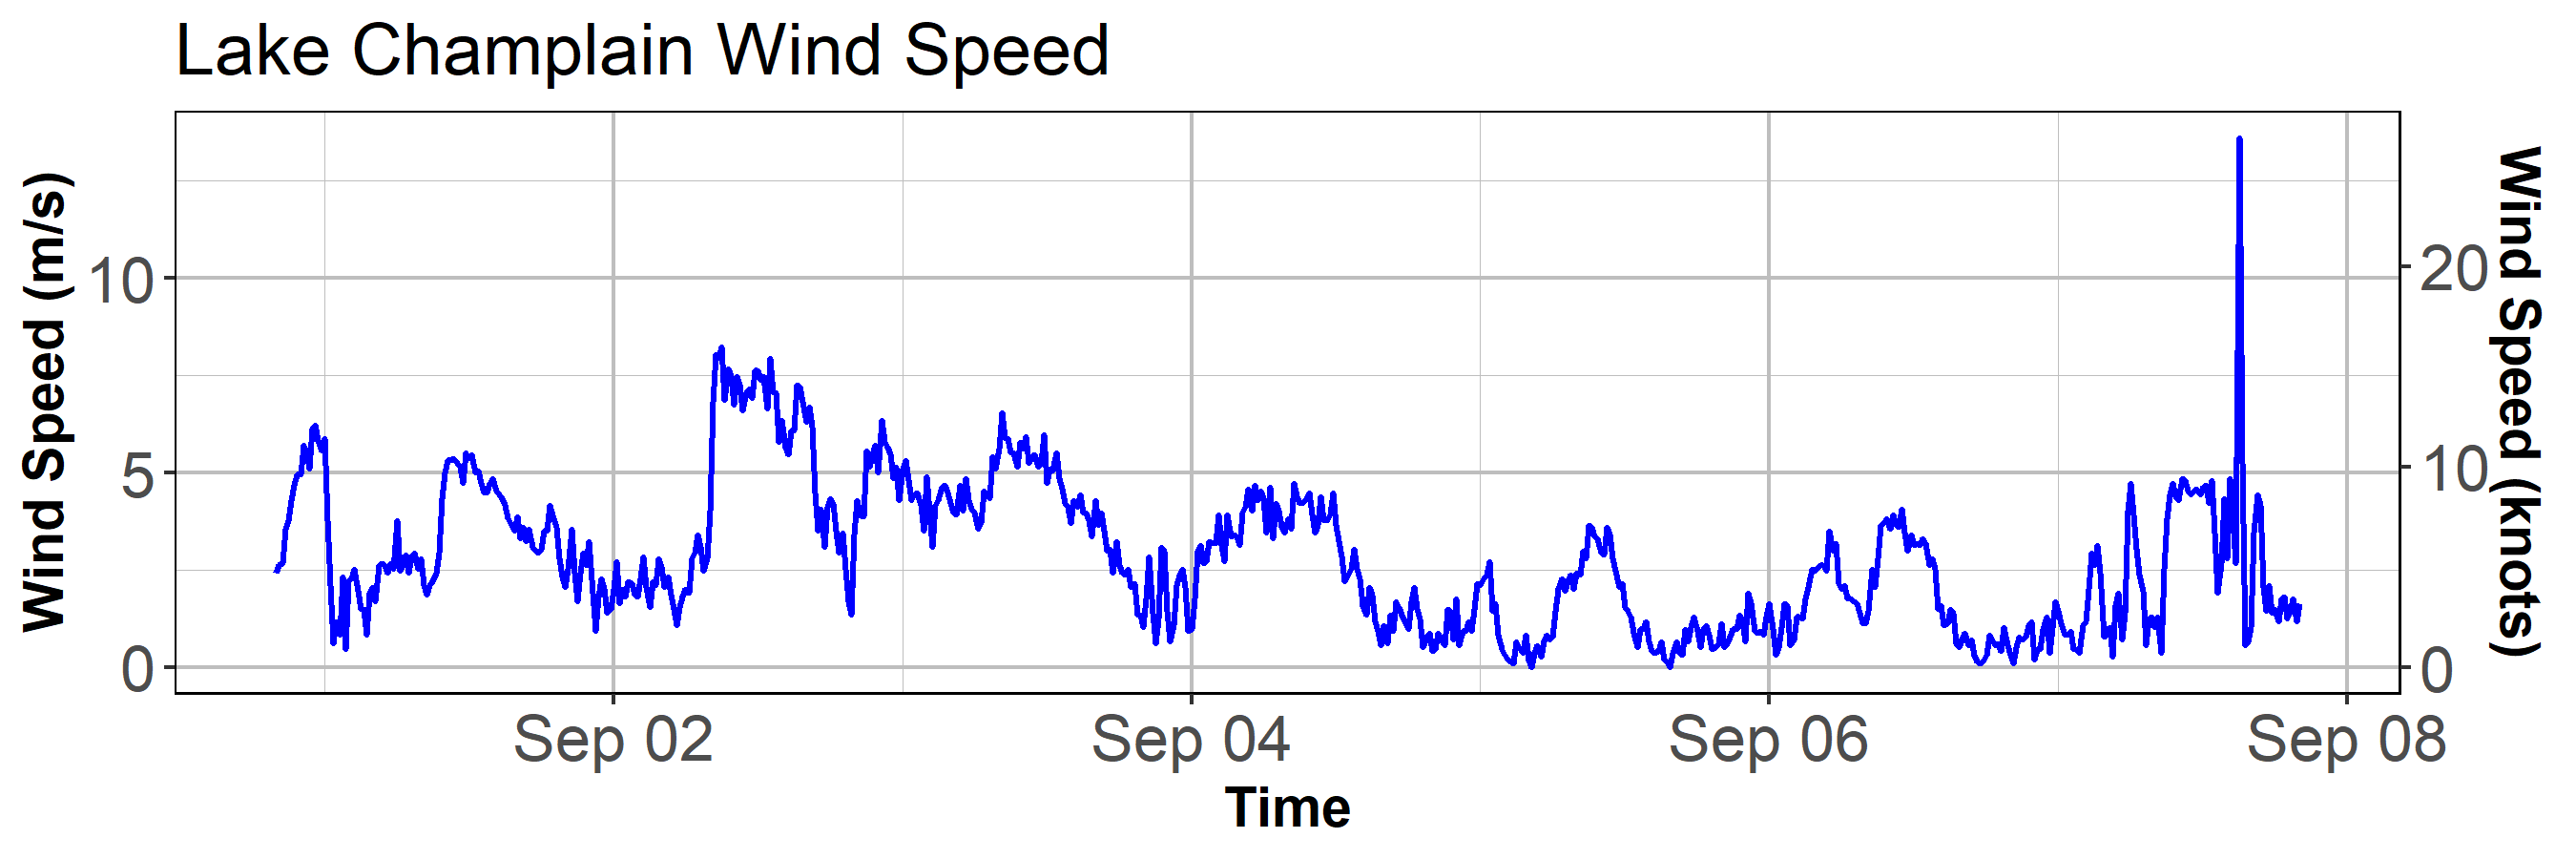 Lake Champlain Wind Speed
Wind Speed (m/s)
10
5
0
20
10
0
Wind Speed (knots)
Sep 02
Sep 04
Sep 06
Sep 08
Time